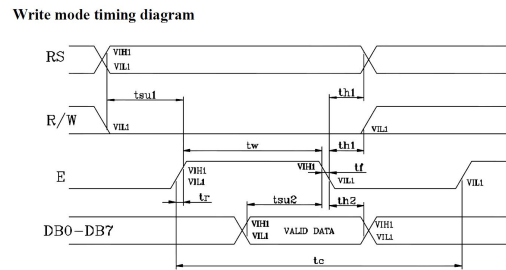 Write mode timing diagram
RS
VIH1
VIL1
tsu1
th1
R/W
VIL1
VIL1
tw
th1
E
VIH1
VIL1
VIH1
tf
VIL1
VIL1
tr
tsu2
th2
DB0-DB7
VIH1
VIL1
VALID DATA
VIH1
VIL1
tc